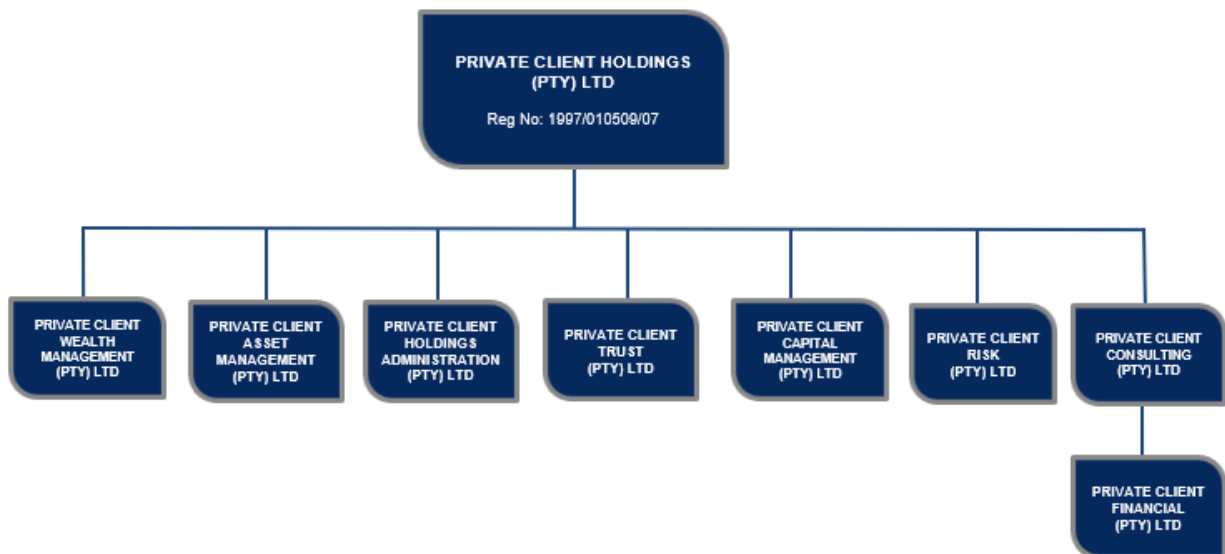 PRIVATE CLIENT HOLDINGS
(PTY) LTD
Reg No: 1997/010509/07
PRIVATE CLIENT
WEALTH
MANAGEMENT
(PTY) LTD
PRIVATE CLIENT
ASSET
MANAGEMENT
(PTY) LTD
PRIVATE CLIENT
HOLDINGS
ADMINISTRATION
(PTY) LTD
PRIVATE CLIENT
TRUST
(PTY) LTD
PRIVATE CLIENT
CAPITAL
MANAGEMENT
(PTY) LTD
PRIVATE CLIENT
RISK
(PTY) LTD
PRIVATE CLIENT
CONSULTING
(PTY) LTD
PRIVATE CLIENT
FINANCIAL
(PTY) LTD